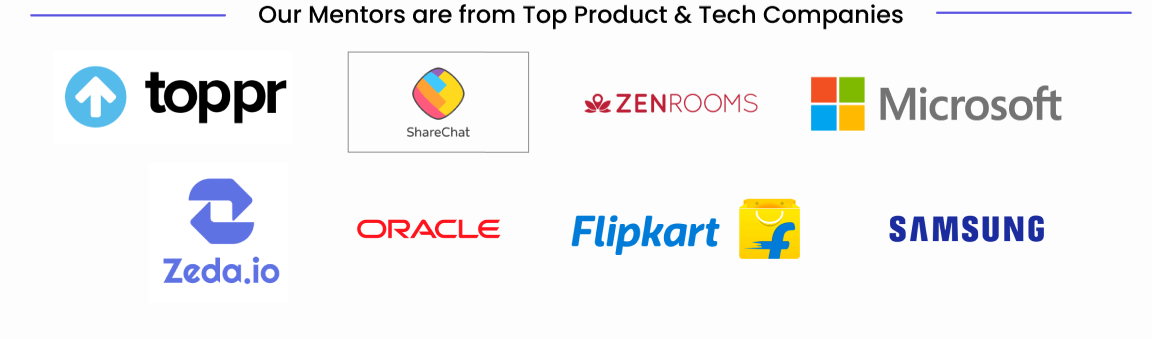 Our Mentors are from Top Product & Tech Companies
toppr
ShareChat
ZENROOMS
Microsoft
Zeda.io
ORACLE
Flipkart
f
SAMSUNG